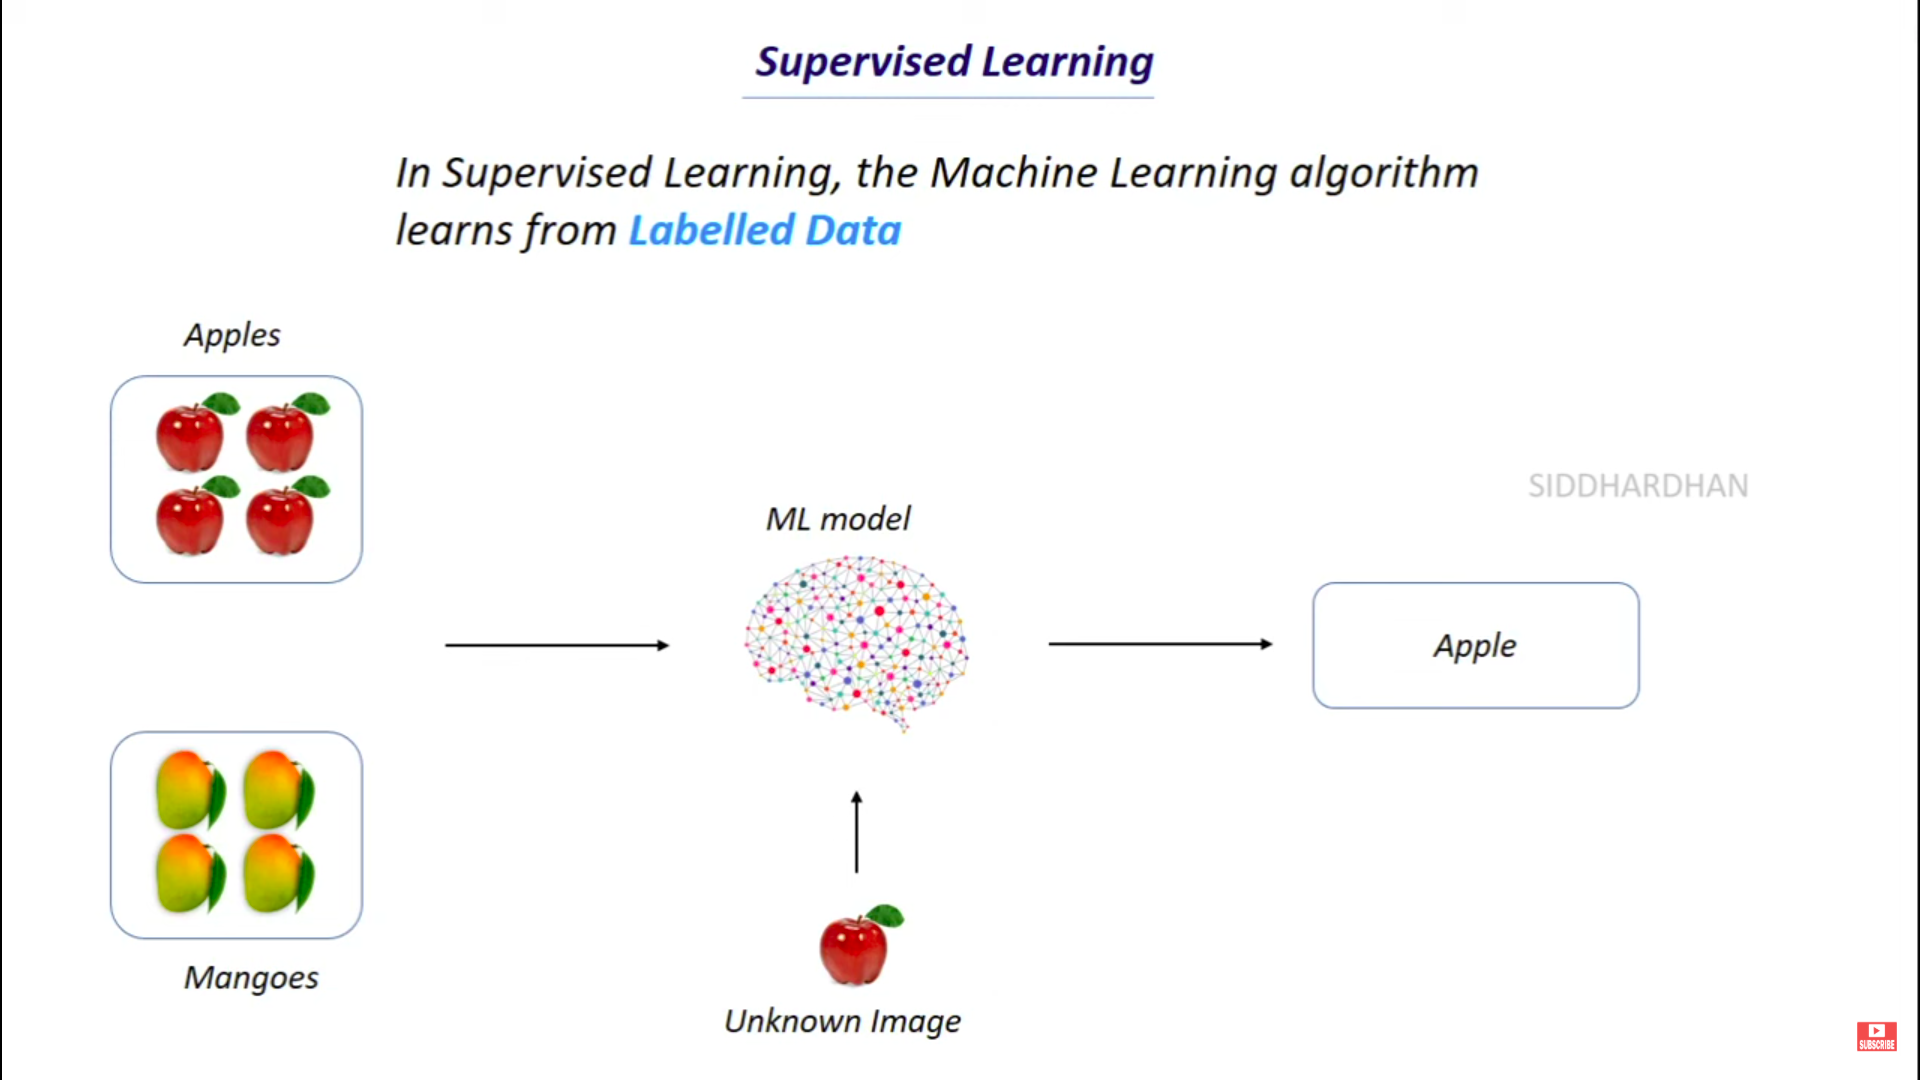 Supervised Learning
In Supervised Learning, the Machine Learning algorithm
learns from Labelled Data
Apples
SIDDHARDHAN
ML model
Apple
Mangoes
Unknown Image
SUBSCRIBE